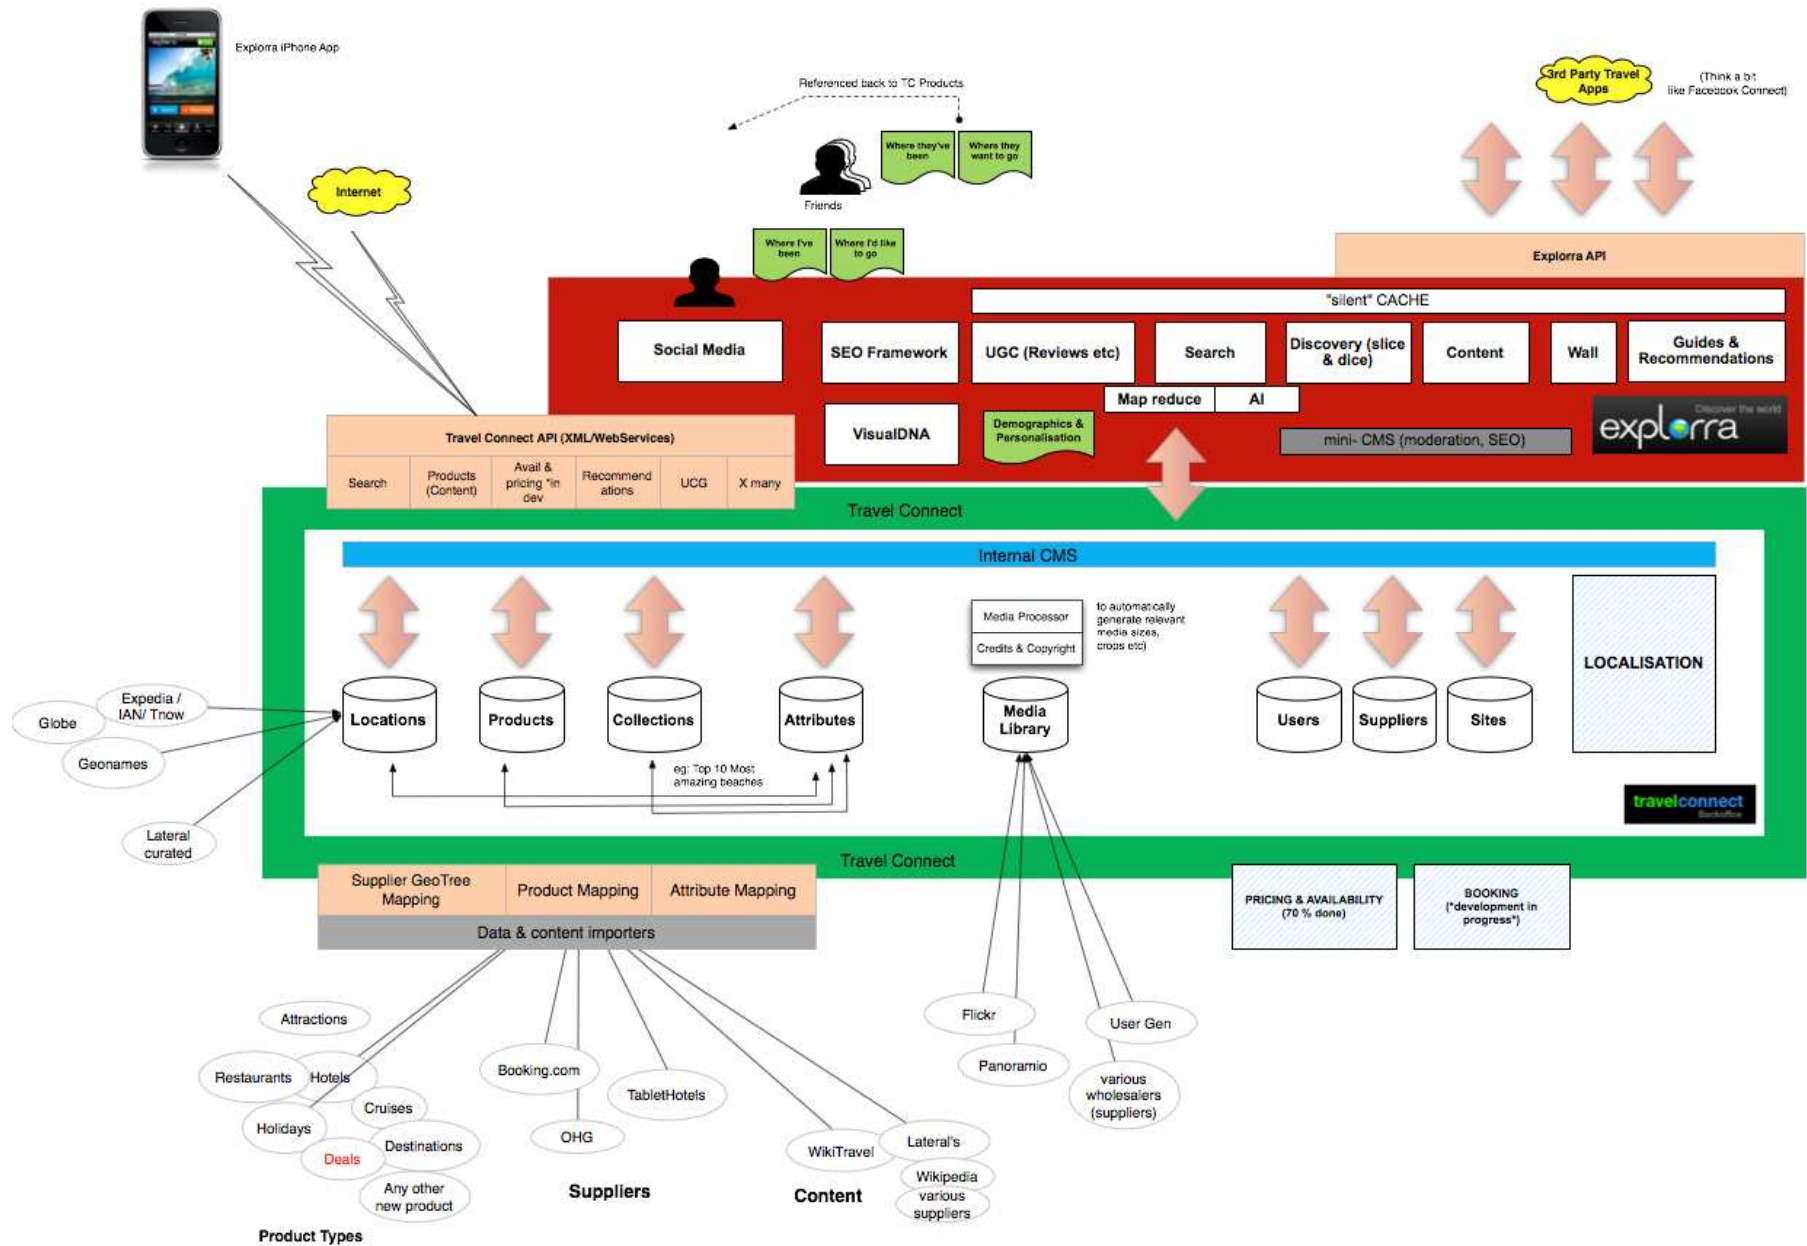 Explorra iPhone App
Referenced back to TC Products
3rd Party Travel
Apps
(Think a bit
like Facebook Connect)
Where they've
been
Where they
want to go
Internet
Friends
Where I've
been
Where I'd like
to go
Explorra API
"silent" CACHE
Social Media
SEO Framework
UGC (Reviews etc)
Search
Discovery (slice
& dice)
Content
Wall
Guides &
Recommendations
Map reduce
AI
VisualDNA
Demographics &
Personalisation
mini- CMS (moderation, SEO)
Discover the world
explorra
Travel Connect API (XML/WebServices)
Search
Products
(Content)
Avail &
pricing *in
dev
Recommend
ations
UCG
X many
Travel Connect
Internal CMS
Media Processor
Credits & Copyright
to automatically
generate relevant
media sizes,
crops etc)
LOCALISATION
Locations
Products
Collections
Attributes
Media
Library
Users
Suppliers
Sites
Expedia /
IAN/ Tnow
Globe
Geonames
Lateral
curated
eg: Top 10 Most
amazing beaches
travelconnect
Backoffice
Travel Connect
Supplier GeoTree
Mapping
Product Mapping
Attribute Mapping
Data & content importers
PRICING & AVAILABILITY
(70 % done)
BOOKING
("development in
progress")
Attractions
Restaurants
Hotels
Cruises
Holidays
Destinations
Deals
Any other
new product
Product Types
Booking.com
TabletHotels
OHG
Suppliers
WikiTravel
Lateral's
Wikipedia
various
suppliers
Content
Flickr
User Gen
Panoramio
various
wholesalers
(suppliers)